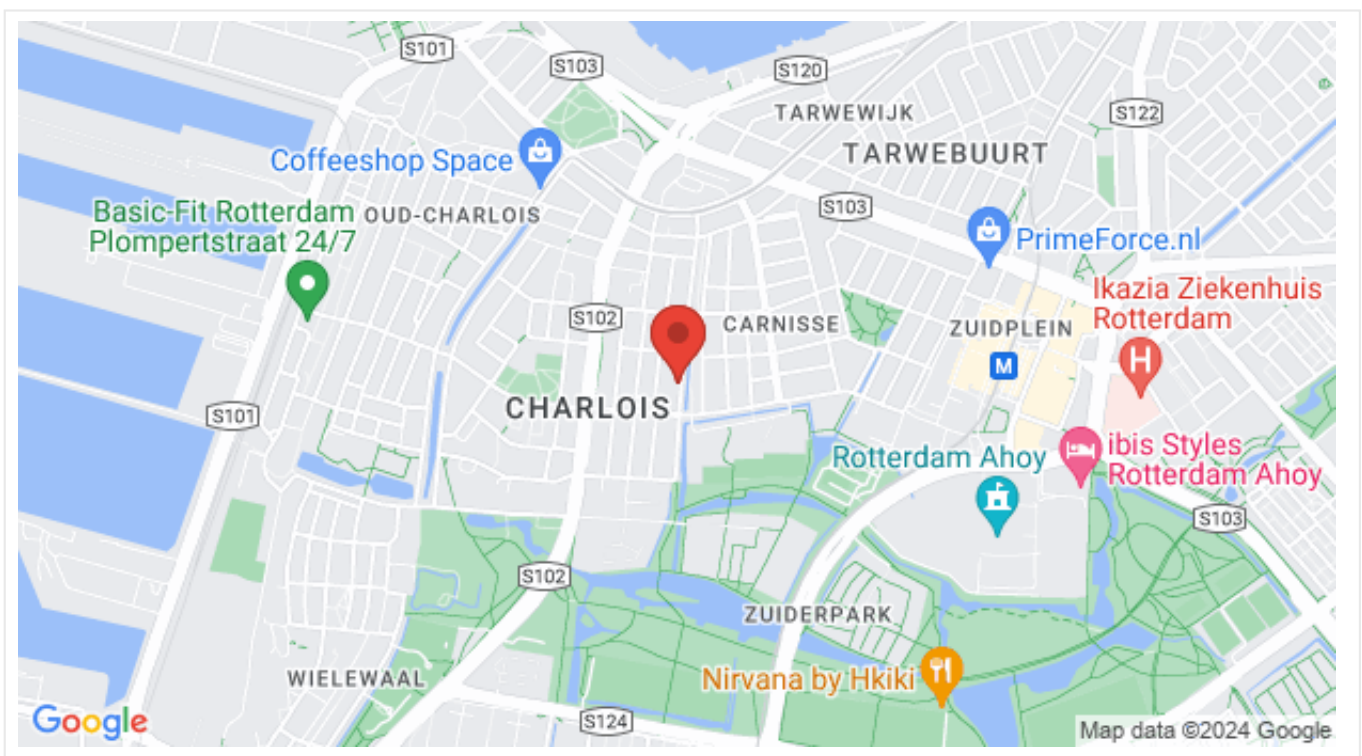 S101
S103
S120
TARWEWIJK
S122
Coffeeshop Space
TARWEBUURT
Basic-Fit Rotterdam
Plompertstraat 24/7
OUD-CHARLOIS
S103
PrimeForce.nl
Ikazia Ziekenhuis
Rotterdam
S102
CARNISSE
ZUIDPLEIN
M
H
S101
CHARLOIS
Rotterdam Ahoy
ibis Styles
Rotterdam Ahoy
S103
S102
ZUIDERPARK
WIELEWAAL
Nirvana by Hkiki
Google
S124
Map data ©2024 Google